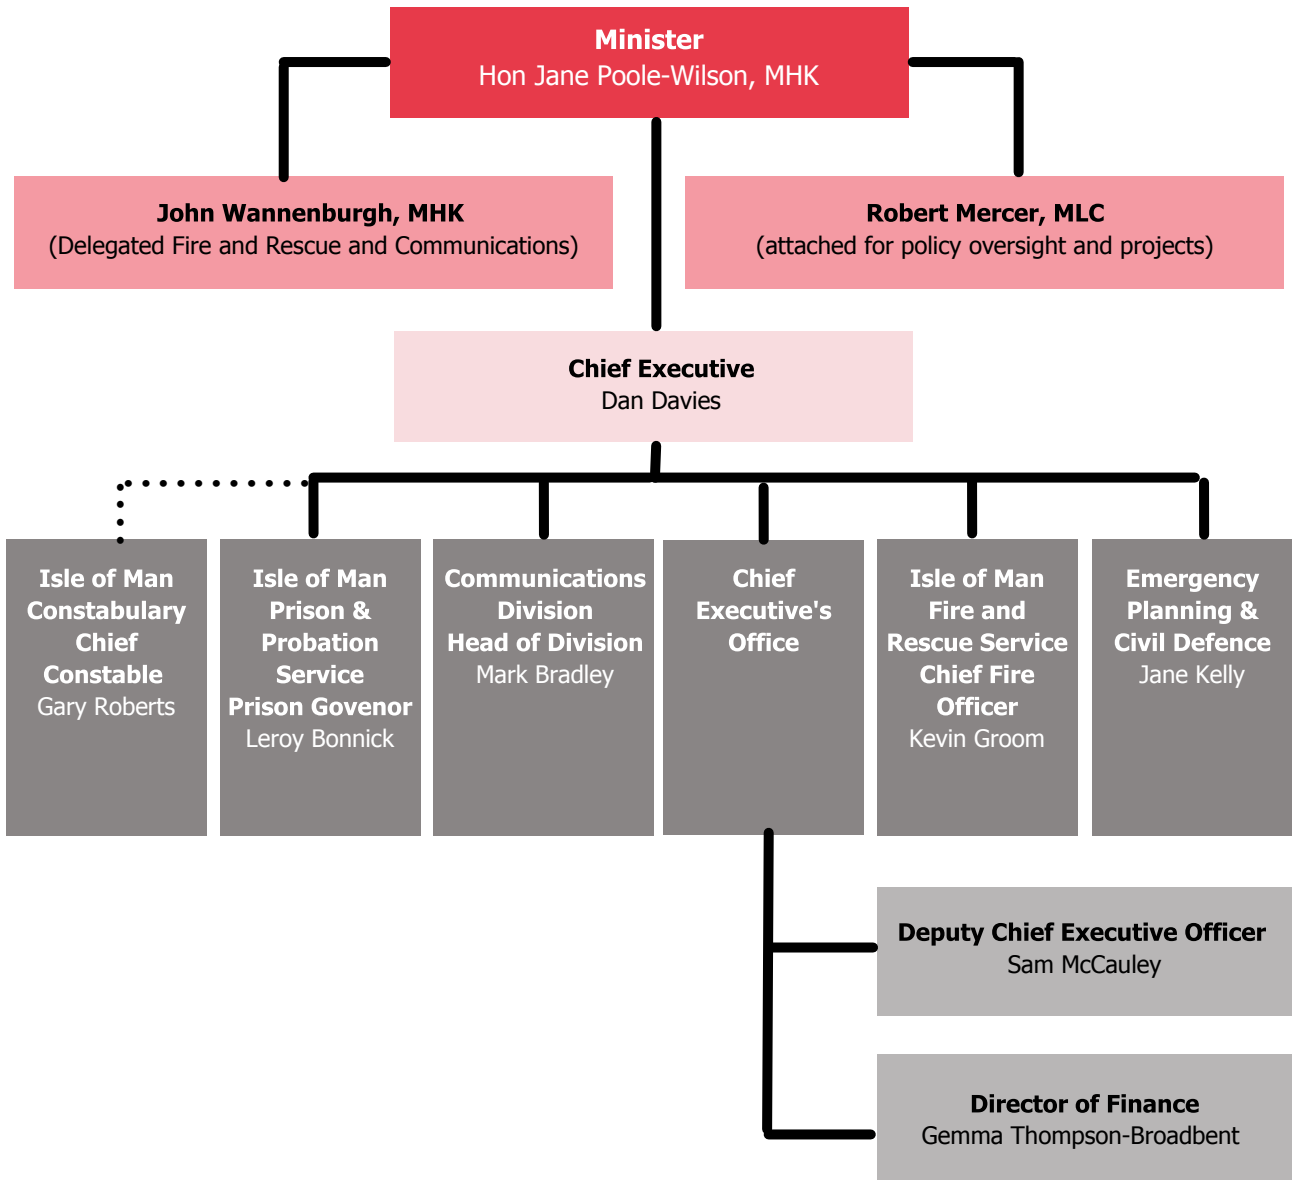 Minister
Hon Jane Poole-Wilson, MHK
John Wannenburgh, MHK
(Delegated Fire and Rescue and Communications)
Robert Mercer, MLC
(attached for policy oversight and projects)
Chief Executive
Dan Davies
Isle of Man
Constabulary
Chief
Constable
Gary Roberts
Isle of Man
Prison &
Probation
Service
Prison Govenor
Leroy Bonnick
Communications
Division
Head of Division
Mark Bradley
Chief
Executive's
Office
Isle of Man
Fire and
Rescue Service
Chief Fire
Officer
Kevin Groom
Emergency
Planning &
Civil Defence
Jane Kelly
Deputy Chief Executive Officer
Sam McCauley
Director of Finance
Gemma Thompson-Broadbent